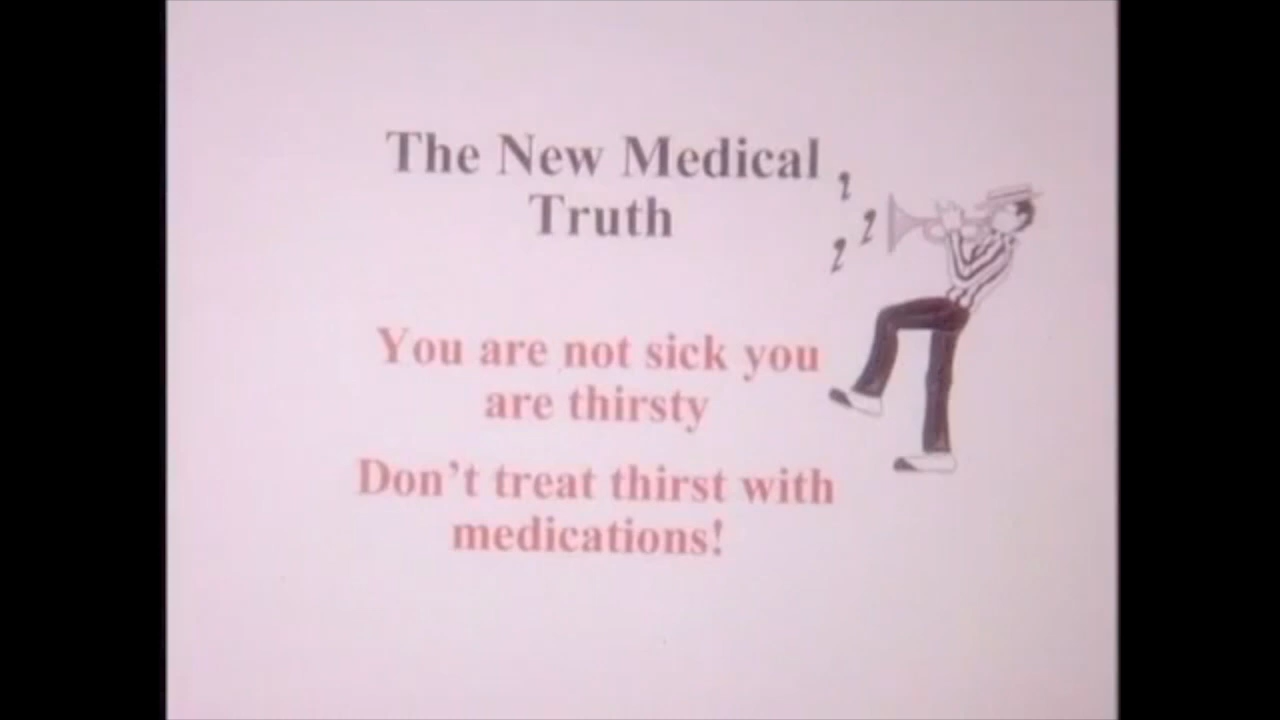 The New Medical
Truth
You are not sick you
are thirsty
Don't treat thirst with
medications!